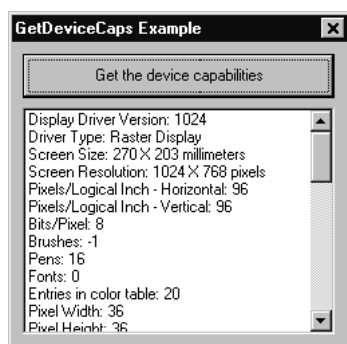 GetDeviceCaps Example
Get the device capabilities
Display Driver Version: 1024
Driver Type: Raster Display
Screen Size: 270 X 203 millimeters
Screen Resolution: 1024 X 768 pixels
Pixels/Logical Inch - Horizontal: 96
Pixels/Logical Inch - Vertical: 96
Bits/Pixel: 8
Brushes: -1
Pens: 16
Fonts: 0
Entries in color table: 20
Pixel Width: 36
Pixel Height: 36